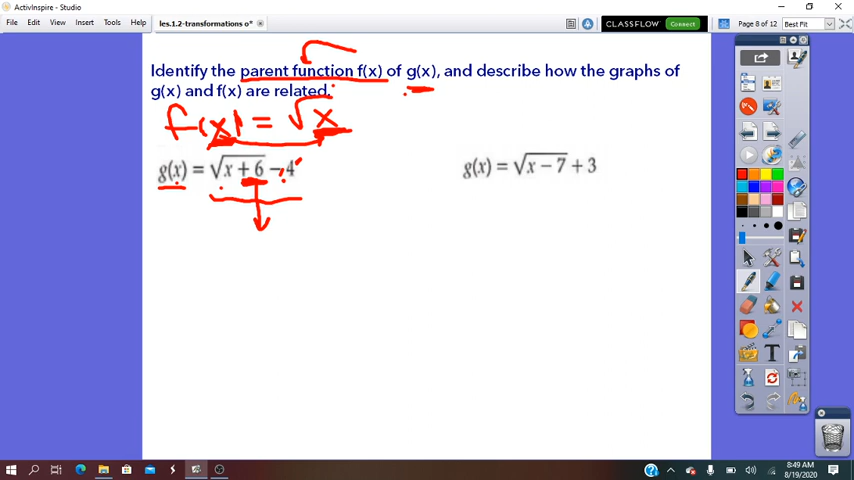 ActivInspire - Studio
File Edit View Insert Tools Help
les.1.2-transformations o*
CLASSFLOW Connect
Page 8 of 12 Best Fit
Identify the parent function f(x) of g(x), and describe how the graphs of
g(x) and f(x) are related.
f(x) = √x
g(x) = √x + 6 − 4
g(x) = √x − 7 + 3
8:49 AM
8/19/2020